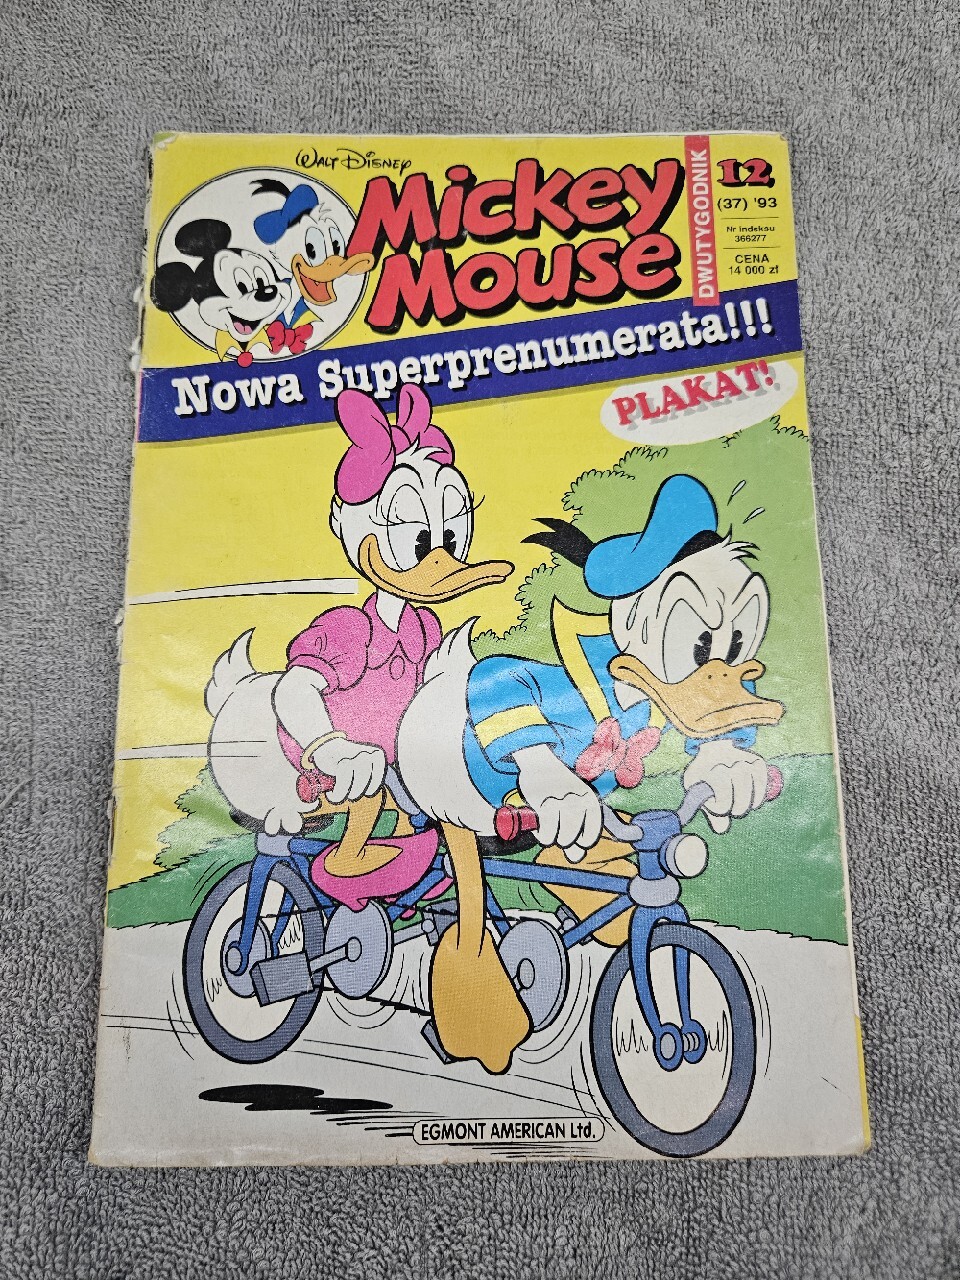 Walt Disney
Mickey
Mouse
DWUTYGODNIK
12
(37) '93
Nr indeksu
366277
CENA
14 000 zł
Nowa Superprenumerata!!!
PLAKAT!
EGMONT AMERICAN Ltd.